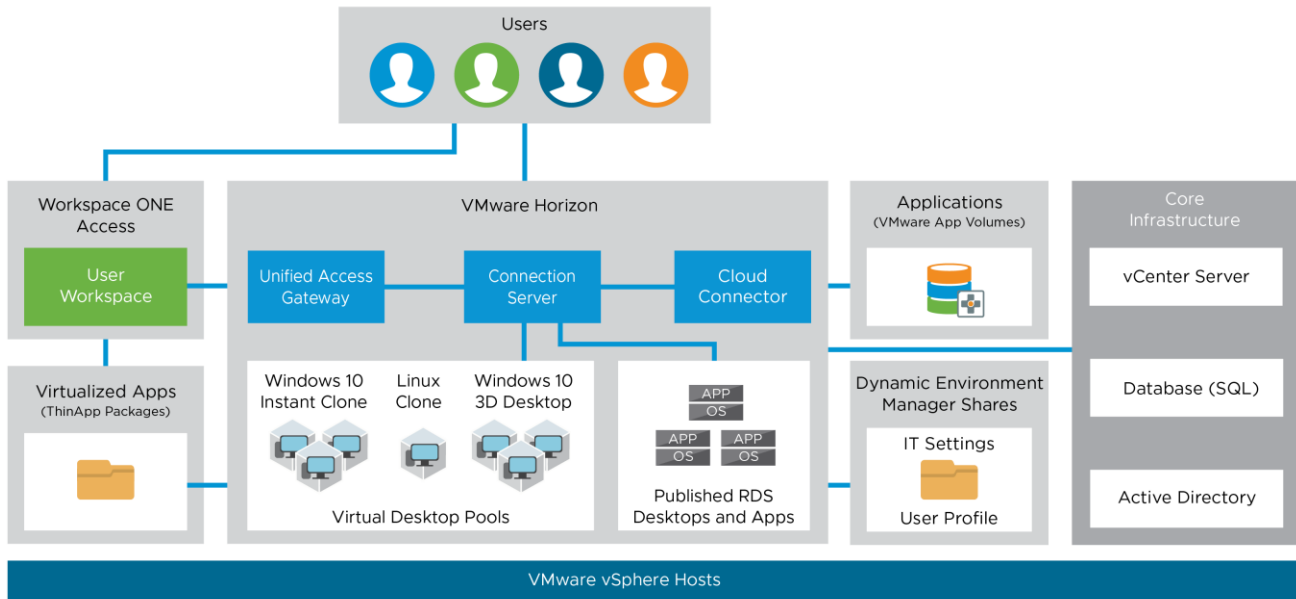 Users
Workspace ONE
Access
User
Workspace
Virtualized Apps
(ThinApp Packages)
VMware Horizon
Unified Access
Gateway
Connection
Server
Cloud
Connector
Windows 10
Instant Clone
Linux
Clone
Windows 10
3D Desktop
Virtual Desktop Pools
APP
OS
APP
OS
APP
OS
Published RDS
Desktops and Apps
Applications
(VMware App Volumes)
Dynamic Environment
Manager Shares
IT Settings
User Profile
Core
Infrastructure
vCenter Server
Database (SQL)
Active Directory
VMware vSphere Hosts